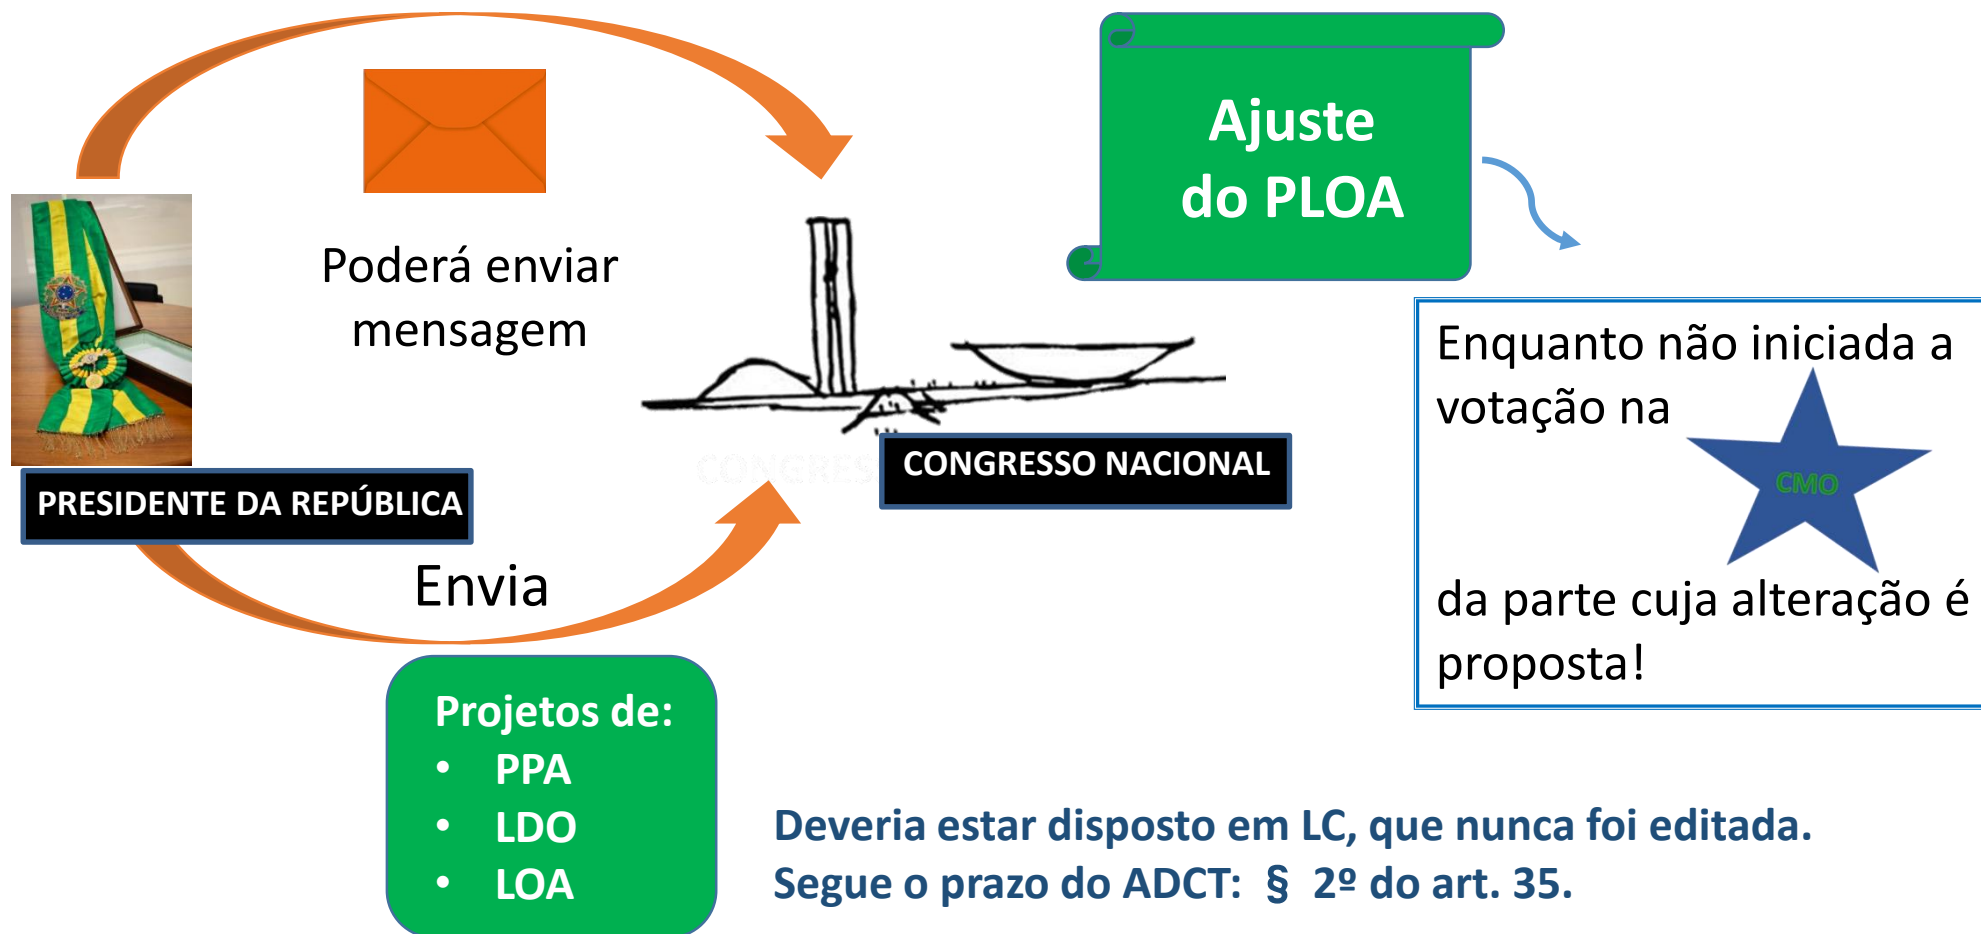 Ajuste
do PLOA
Poderá enviar
mensagem
Enquanto não iniciada a
votação na
CMO
da parte cuja alteração é
proposta!
CONGRES
CONGRESSO NACIONAL
PRESIDENTE DA REPÚBLICA
Envia
Projetos de:
• PPA
• LDO
• LOA
Deveria estar disposto em LC, que nunca foi editada.
Segue o prazo do ADCT: § 2º do art. 35.